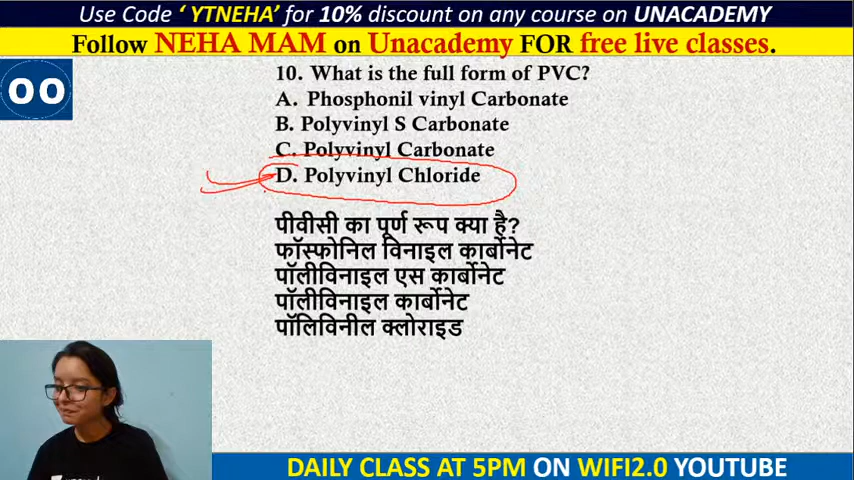 Use Code ‘ YTNEHA’ for 10% discount on any course on UNACADEMY
Follow NEHA MAM on Unacademy FOR free live classes.
00
10. What is the full form of PVC?
A. Phosphonil vinyl Carbonate
B. Polyvinyl S Carbonate
C. Polyvinyl Carbonate
D. Polyvinyl Chloride
पीवीसी का पूर्ण रूप क्या है?
फॉस्फोनिल विनाइल कार्बोनेट
पॉलीविनाइल एस कार्बोनेट
पॉलीविनाइल कार्बोनेट
पॉलिविनील क्लोराइड
DAILY CLASS AT 5PM ON WIFI2.0 YOUTUBE